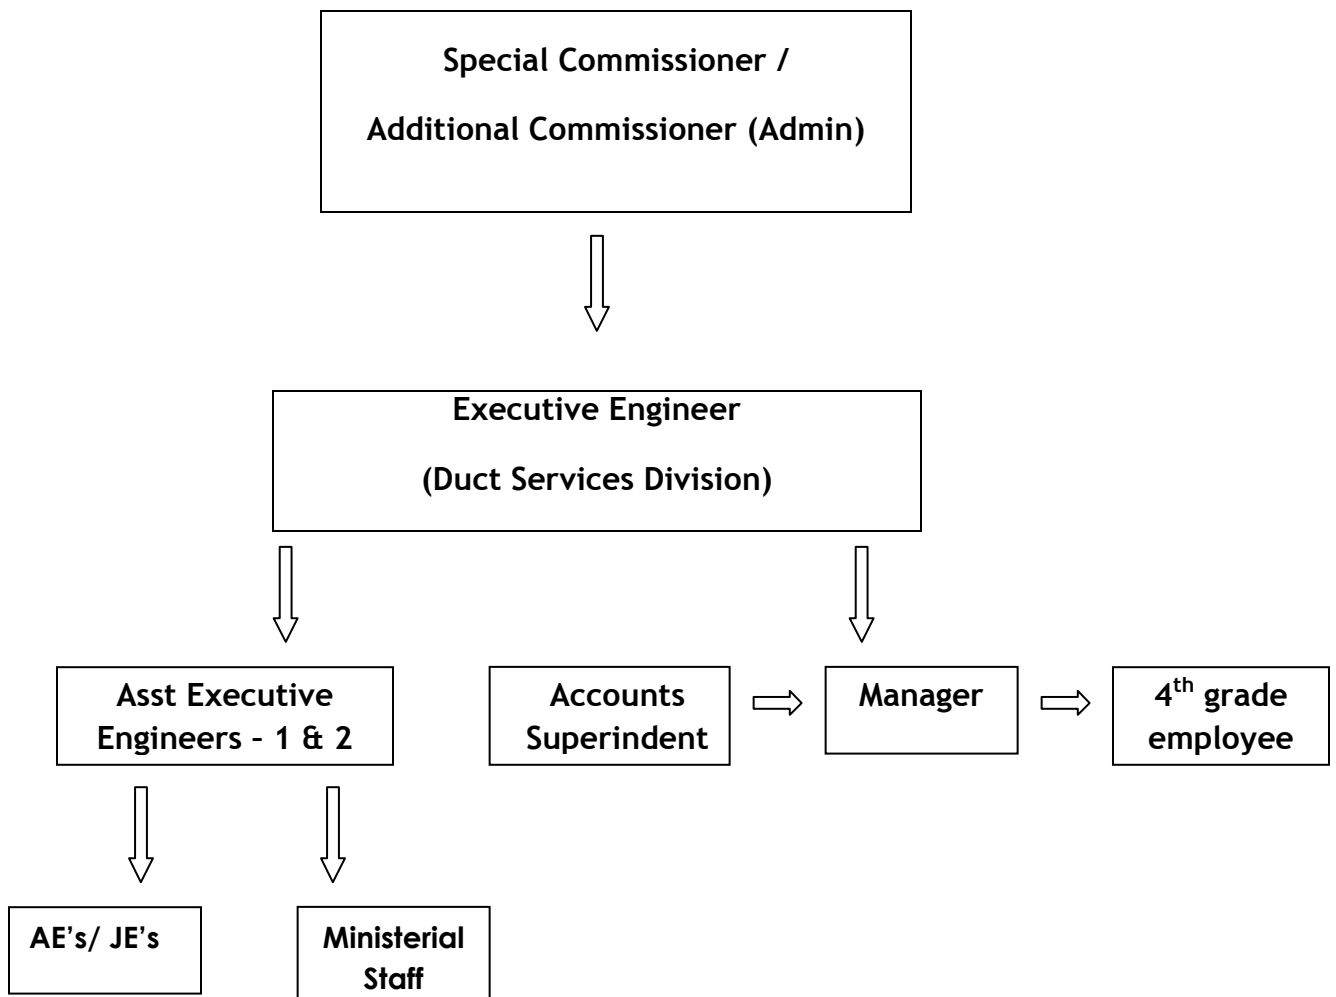 Special Commissioner /
Additional Commissioner (Admin)
Executive Engineer
(Duct Services Division)
Asst Executive
Engineers – 1 & 2
Accounts
Superindent
Manager
4th grade
employee
AE’s/ JE’s
Ministerial
Staff